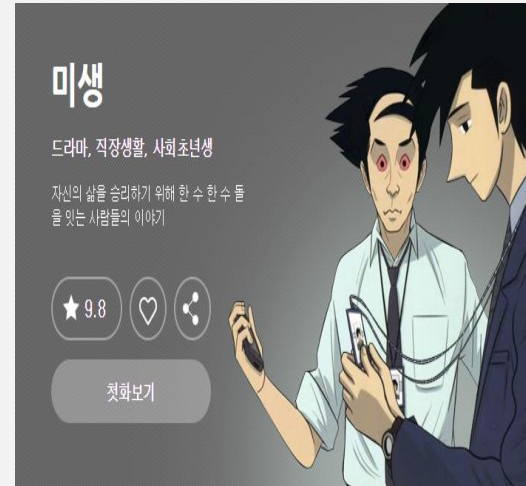 미생
드라마, 직장생활, 사회초년생
자신의 삶을 승리하기 위해 한 수 한 수 돌
을 잇는 사람들의 이야기
9.8
첫화보기